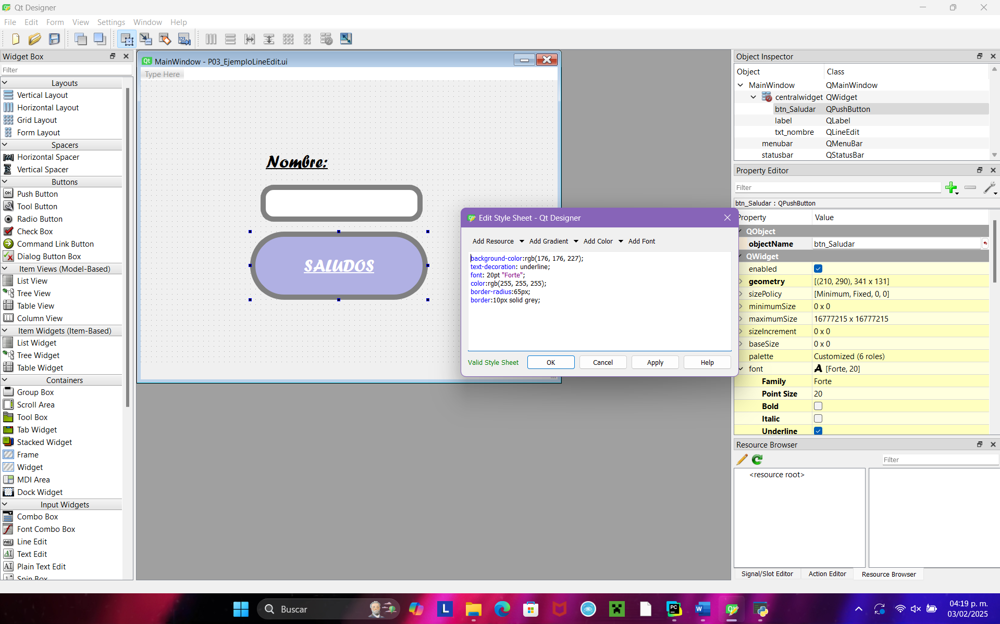 Qt Designer
File Edit Form View Settings Window Help
Widget Box
Filter
Layouts
Vertical Layout
Horizontal Layout
Grid Layout
Form Layout
Spacers
Horizontal Spacer
Vertical Spacer
Buttons
Push Button
Tool Button
Radio Button
Check Box
Command Link Button
Dialog Button Box
Item Views (Model-Based)
List View
Tree View
Table View
Column View
Item Widgets (Item-Based)
List Widget
Tree Widget
Table Widget
Containers
Group Box
Scroll Area
Tool Box
Tab Widget
Stacked Widget
Frame
Widget
MDI Area
Dock Widget
Input Widgets
Combo Box
Font Combo Box
Line Edit
Text Edit
Plain Text Edit
Spin Box
MainWindow - P03_EjemploLineEdit.ui
Type Here
Nombre:
SALUDOS
Edit Style Sheet - Qt Designer
Add Resource Add Gradient Add Color Add Font
background-color:rgb(176, 176, 227);
text-decoration: underline;
font: 20pt "Forte";
color:rgb(255, 255, 255);
border-radius:65px;
border:10px solid grey;
Valid Style Sheet OK Cancel Apply Help
Object Inspector
Object Class
MainWindow QMainWindow
centralwidget QWidget
btn_Saludar QPushButton
label QLabel
txt_nombre QLineEdit
menubar QMenuBar
statusbar QStatusBar
Property Editor
Filter
btn_Saludar : QPushButton
Property Value
QObject
objectName btn_Saludar
QWidget
enabled
geometry [(210, 290), 341 x 131]
sizePolicy [Minimum, Fixed, 0, 0]
minimumSize 0 x 0
maximumSize 16777215 x 16777215
sizeIncrement 0 x 0
baseSize 0 x 0
palette Customized (6 roles)
font A [Forte, 20]
Family Forte
Point Size 20
Bold
Italic
Underline
Resource Browser
Filter
<resource root>
Signal/Slot Editor Action Editor Resource Browser
Buscar
04:19 p. m.
03/02/2025